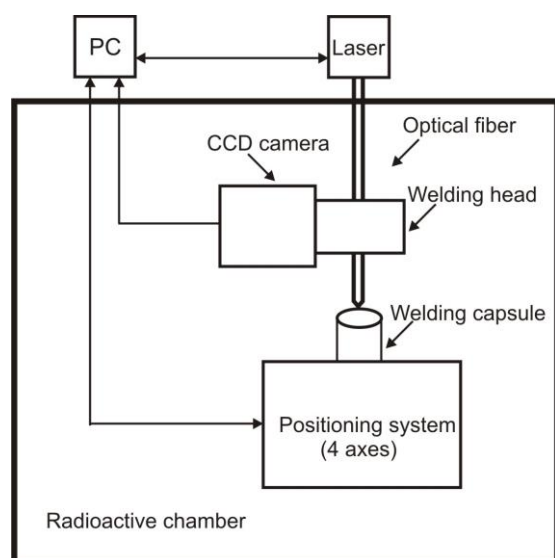 PC
Laser
Optical fiber
CCD camera
Welding head
Welding capsule
Positioning system
(4 axes)
Radioactive chamber